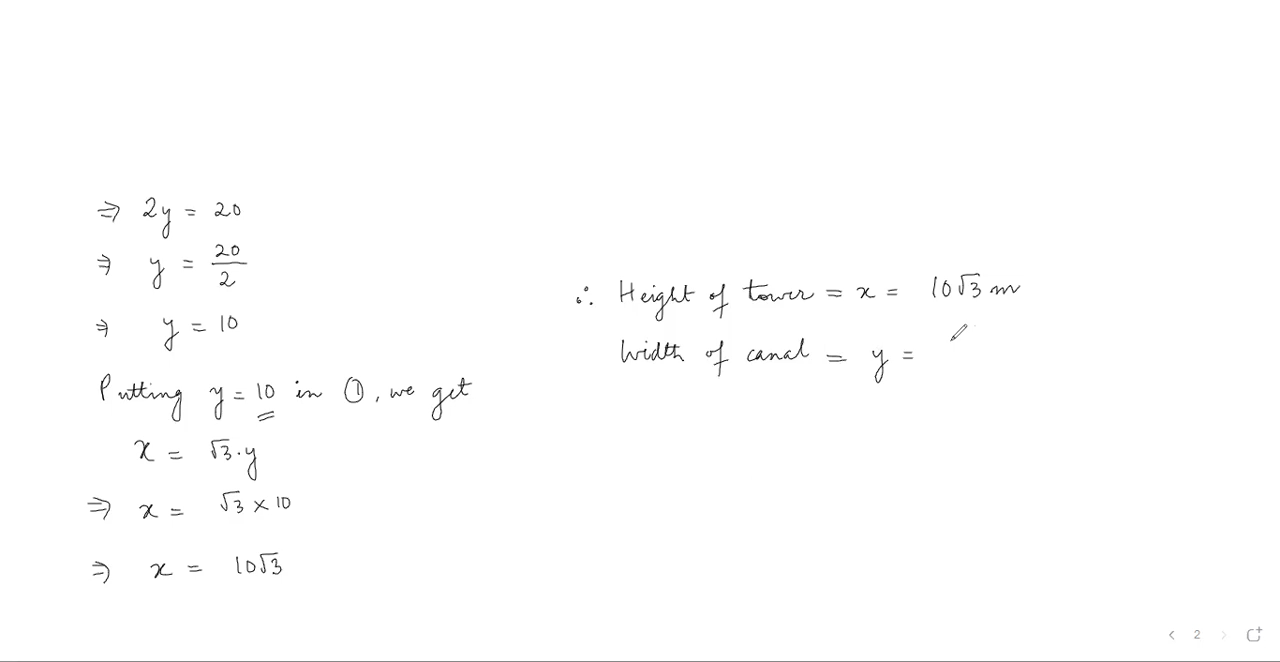 ⇒ 2y = 20
⇒ y = 20/2
⇒ y = 10
Putting y = 10 in ①, we get
x = √3·y
⇒ x = √3 × 10
⇒ x = 10√3
∴ Height of tower = x = 10√3 m
Width of canal = y =
< 2 >